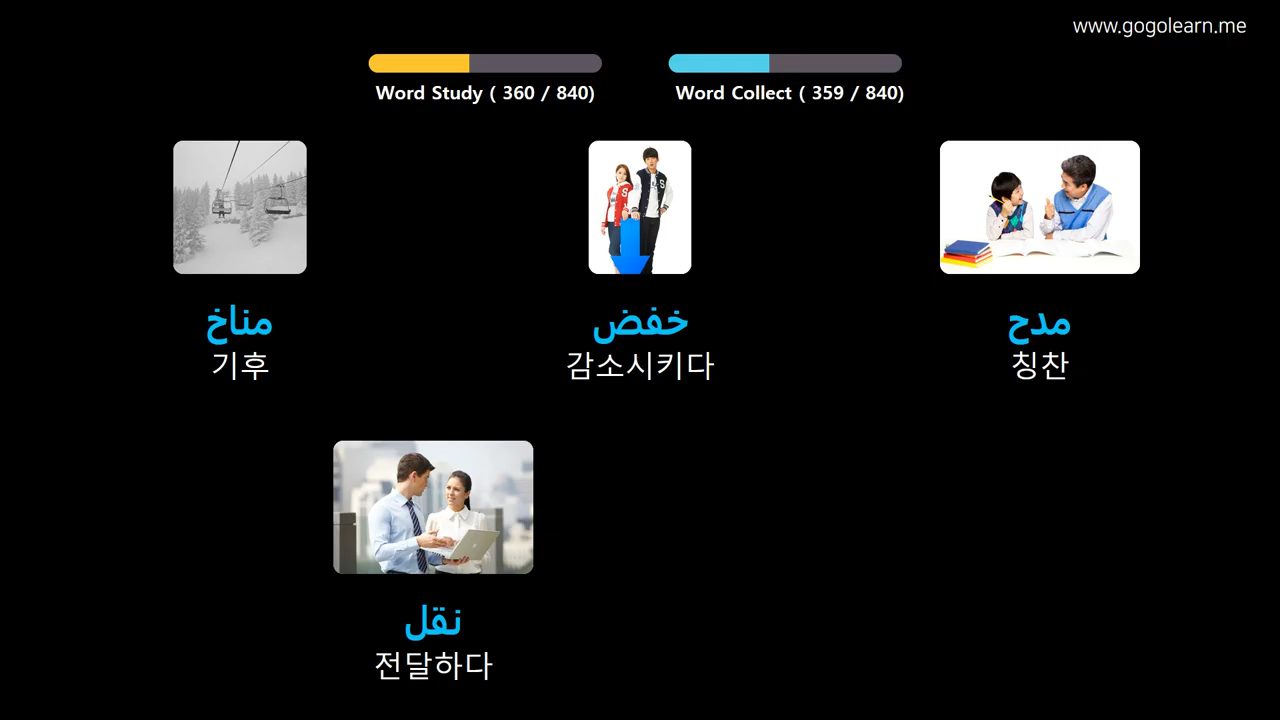 www.gogolearn.me
Word Study ( 360 / 840)
Word Collect ( 359 / 840)
مناخ
기후
خفض
감소시키다
مدح
칭찬
نقل
전달하다